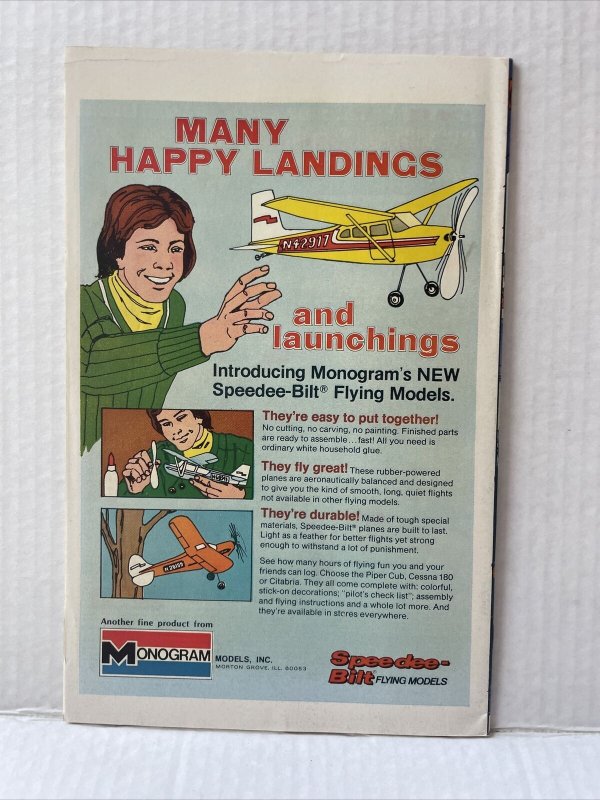 MANY
HAPPY LANDINGS
N42917
and
launchings
Introducing Monogram's NEW
Speedee-Bilt® Flying Models.
They're easy to put together!
No cutting, no carving, no painting. Finished parts
are ready to assemble...fast! All you need is
ordinary white household glue.
They fly great! These rubber-powered
planes are aeronautically balanced and designed
to give you the kind of smooth, long, quiet flights
not available in other flying models.
They're durable! Made of tough special
materials, Speedee-Bilt® planes are built to last.
Light as a feather for better flights yet strong
enough to withstand a lot of punishment.
See how many hours of flying fun you and your
friends can log. Choose the Piper Cub, Cessna 180
or Citabria. They all come complete with: colorful,
stick-on decorations; "pilot's check list"; assembly
and flying instructions and a whole lot more. And
they're available in stores everywhere.
Another fine product from
MONOGRAM MODELS, INC.
MORTON GROVE, ILL. 60053
Speedee-
Bilt® FLYING MODELS